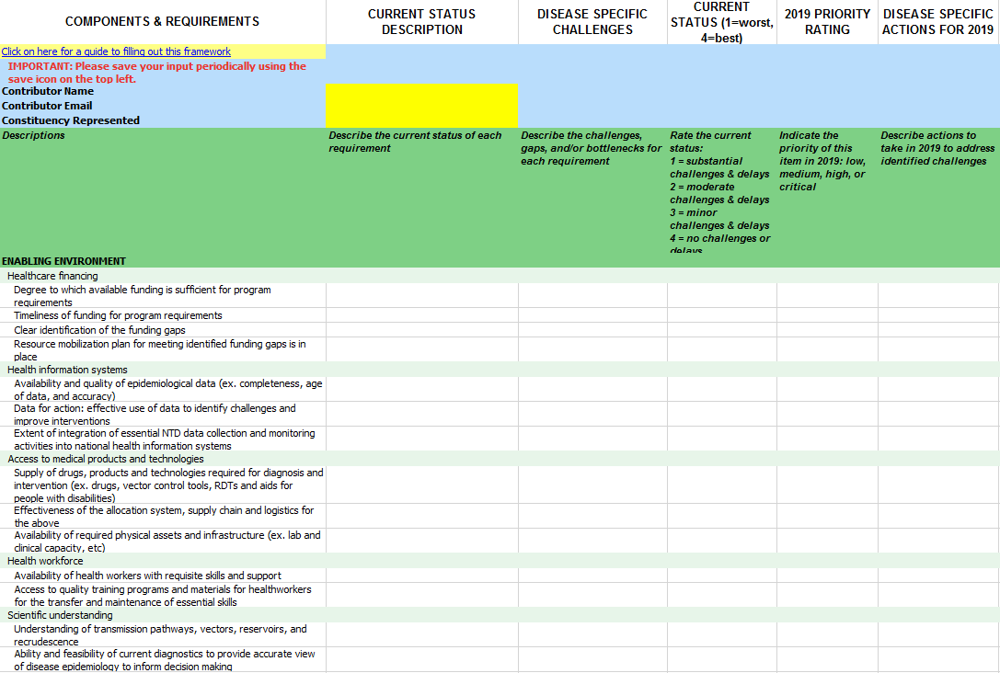 COMPONENTS & REQUIREMENTS
CURRENT STATUS
DESCRIPTION
DISEASE SPECIFIC
CHALLENGES
CURRENT
STATUS (1=worst,
4=best)
2019 PRIORITY
RATING
DISEASE SPECIFIC
ACTIONS FOR 2019
Click on here for a guide to filling out this framework
IMPORTANT: Please save your input periodically using the
save icon on the top left.
Contributor Name
Contributor Email
Constituency Represented
Descriptions
Describe the current status of each
requirement
Describe the challenges,
gaps, and/or bottlenecks for
each requirement
Rate the current
status:
1 = substantial
challenges & delays
2 = moderate
challenges & delays
3 = minor
challenges & delays
4 = no challenges or
delays
Indicate the
priority of this
item in 2019: low,
medium, high, or
critical
Describe actions to
take in 2019 to address
identified challenges
ENABLING ENVIRONMENT
Healthcare financing
Degree to which available funding is sufficient for program
requirements
Timeliness of funding for program requirements
Clear identification of the funding gaps
Resource mobilization plan for meeting identified funding gaps is in
place
Health information systems
Availability and quality of epidemiological data (ex. completeness, age
of data, and accuracy)
Data for action: effective use of data to identify challenges and
improve interventions
Extent of integration of essential NTD data collection and monitoring
activities into national health information systems
Access to medical products and technologies
Supply of drugs, products and technologies required for diagnosis and
intervention (ex. drugs, vector control tools, RDTs and aids for
people with disabilities)
Effectiveness of the allocation system, supply chain and logistics for
the above
Availability of required physical assets and infrastructure (ex. lab and
clinical capacity, etc)
Health workforce
Availability of health workers with requisite skills and support
Access to quality training programs and materials for healthworkers
for the transfer and maintenance of essential skills
Scientific understanding
Understanding of transmission pathways, vectors, reservoirs, and
recrudescence
Ability and feasibility of current diagnostics to provide accurate view
of disease epidemiology to inform decision making